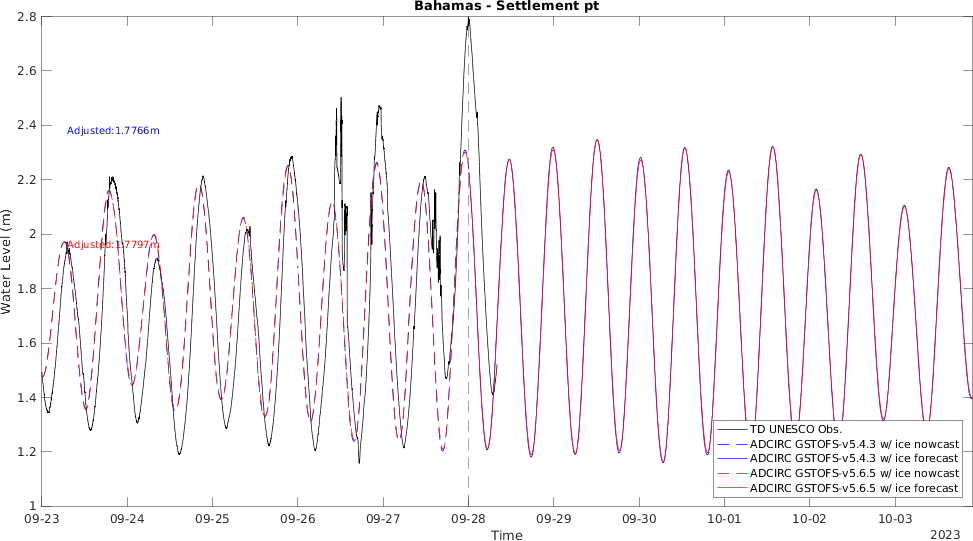 Bahamas - Settlement pt
2.8
2.6
2.4
2.2
2
1.8
1.6
1.4
1.2
1
Water Level (m)
Adjusted:1.7766m
Adjusted:1.7797m
TD UNESCO Obs.
ADCIRC GSTOFS-v5.4.3 w/ ice nowcast
ADCIRC GSTOFS-v5.4.3 w/ ice forecast
ADCIRC GSTOFS-v5.6.5 w/ ice nowcast
ADCIRC GSTOFS-v5.6.5 w/ ice forecast
09-23 09-24 09-25 09-26 09-27 09-28 09-29 09-30 10-01 10-02 10-03
Time
2023